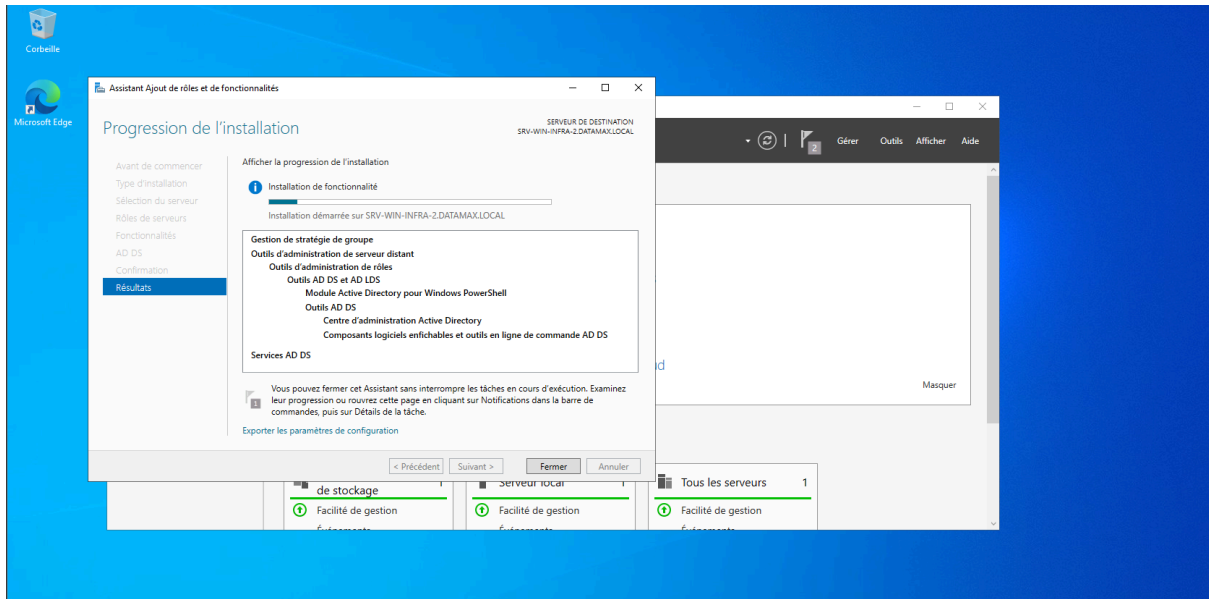 Corbeille
Microsoft Edge
Assistant Ajout de rôles et de fonctionnalités
Progression de l'installation
SERVEUR DE DESTINATION
SRV-WIN-INFRA-2.DATAMAX.LOCAL
Avant de commencer
Type d'installation
Sélection du serveur
Rôles de serveurs
Fonctionnalités
AD DS
Confirmation
Résultats
Afficher la progression de l'installation
Installation de fonctionnalité
Installation démarrée sur SRV-WIN-INFRA-2.DATAMAX.LOCAL
Gestion de stratégie de groupe
Outils d'administration de serveur distant
Outils d'administration de rôles
Outils AD DS et AD LDS
Module Active Directory pour Windows PowerShell
Outils AD DS
Centre d'administration Active Directory
Composants logiciels enfichables et outils en ligne de commande AD DS
Services AD DS
1
Vous pouvez fermer cet Assistant sans interrompre les tâches en cours d'exécution. Examinez
leur progression ou rouvrez cette page en cliquant sur Notifications dans la barre de
commandes, puis sur Détails de la tâche.
Exporter les paramètres de configuration
< Précédent Suivant > Fermer Annuler
2 Gérer Outils Afficher Aide
Masquer
de stockage 1
Facilité de gestion
Événements
Serveur local 1
Facilité de gestion
Événements
Tous les serveurs 1
Facilité de gestion
Événements